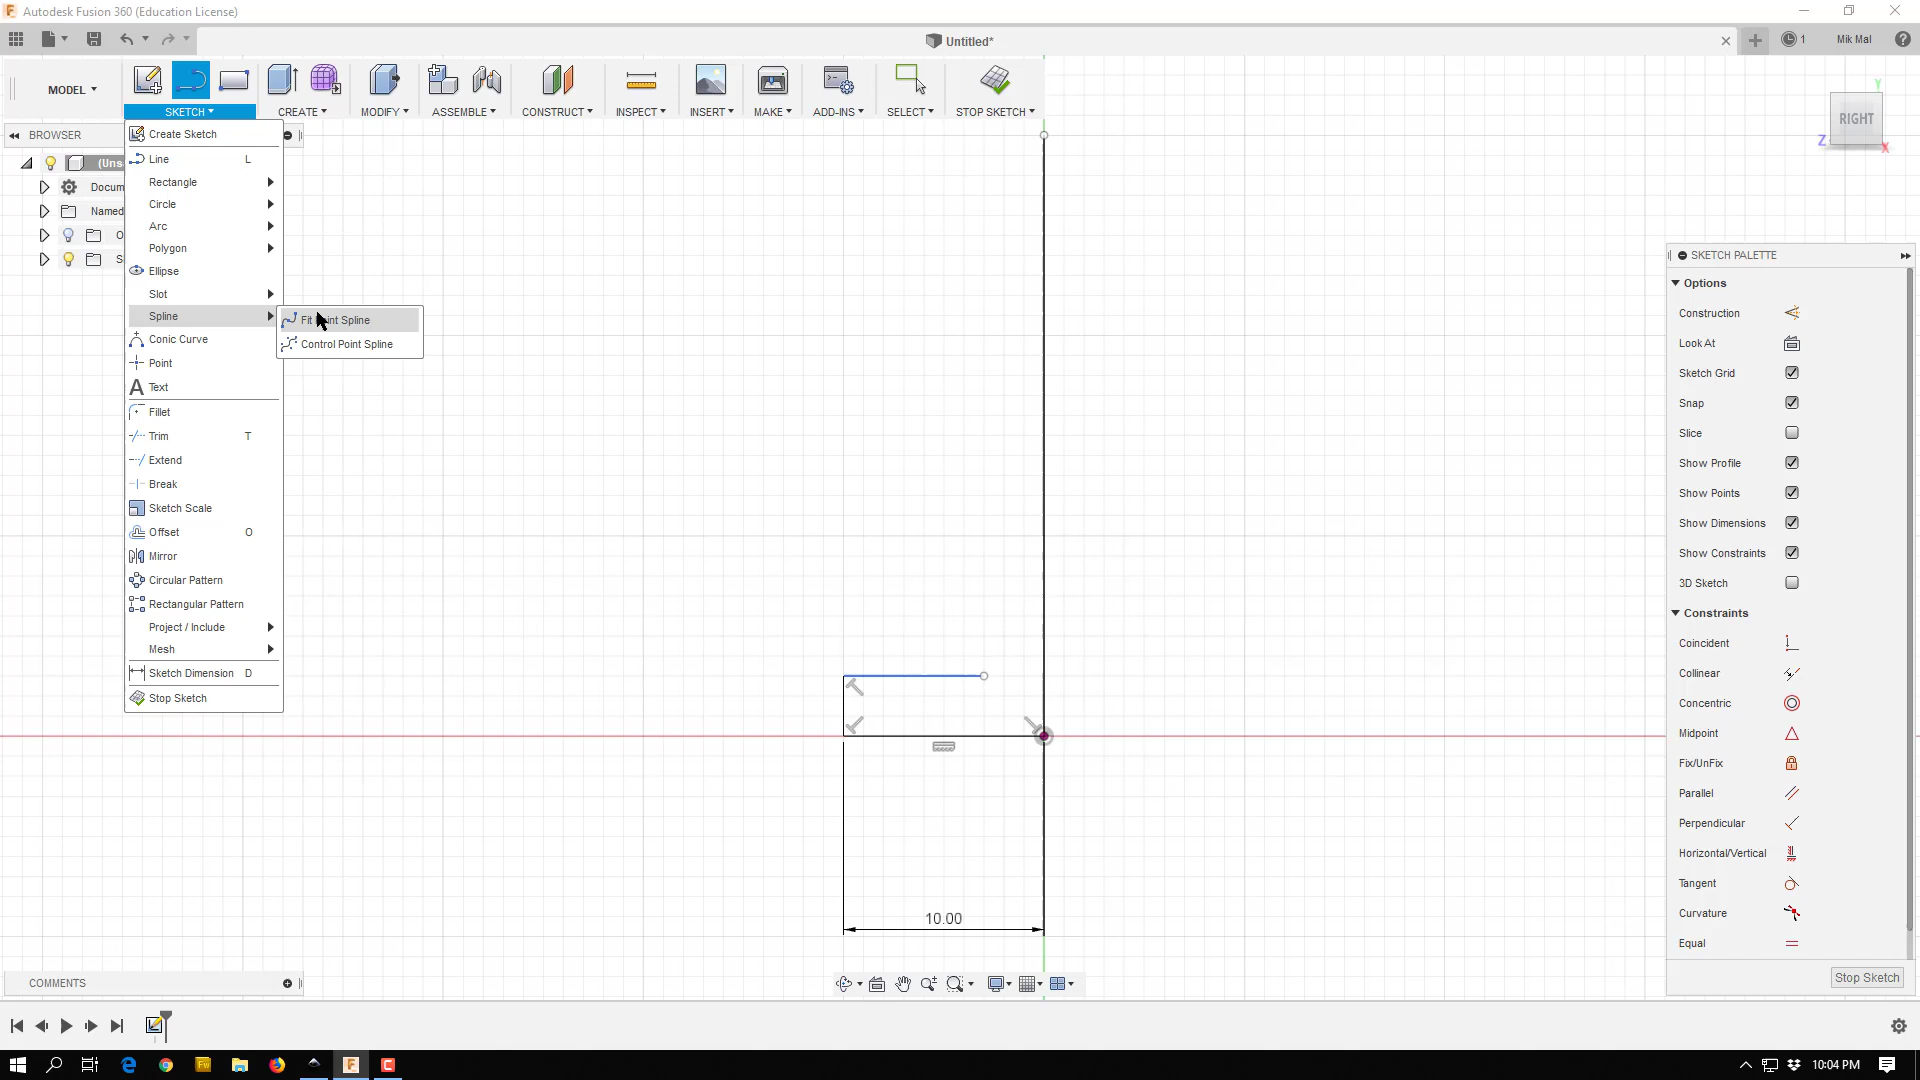 Autodesk Fusion 360 (Education License)
Untitled*
1
Mik Mal
MODEL
SKETCH
CREATE
MODIFY
ASSEMBLE
CONSTRUCT
INSPECT
INSERT
MAKE
ADD-INS
SELECT
STOP SKETCH
BROWSER
(Uns
Docum
Named
O
S
Create Sketch
Line L
Rectangle
Circle
Arc
Polygon
Ellipse
Slot
Spline
Conic Curve
Point
Text
Fillet
Trim T
Extend
Break
Sketch Scale
Offset O
Mirror
Circular Pattern
Rectangular Pattern
Project / Include
Mesh
Sketch Dimension D
Stop Sketch
Fit Point Spline
Control Point Spline
10.00
Y
RIGHT
Z
X
SKETCH PALETTE
Options
Construction
Look At
Sketch Grid
Snap
Slice
Show Profile
Show Points
Show Dimensions
Show Constraints
3D Sketch
Constraints
Coincident
Collinear
Concentric
Midpoint
Fix/UnFix
Parallel
Perpendicular
Horizontal/Vertical
Tangent
Curvature
Equal
Stop Sketch
COMMENTS
10:04 PM